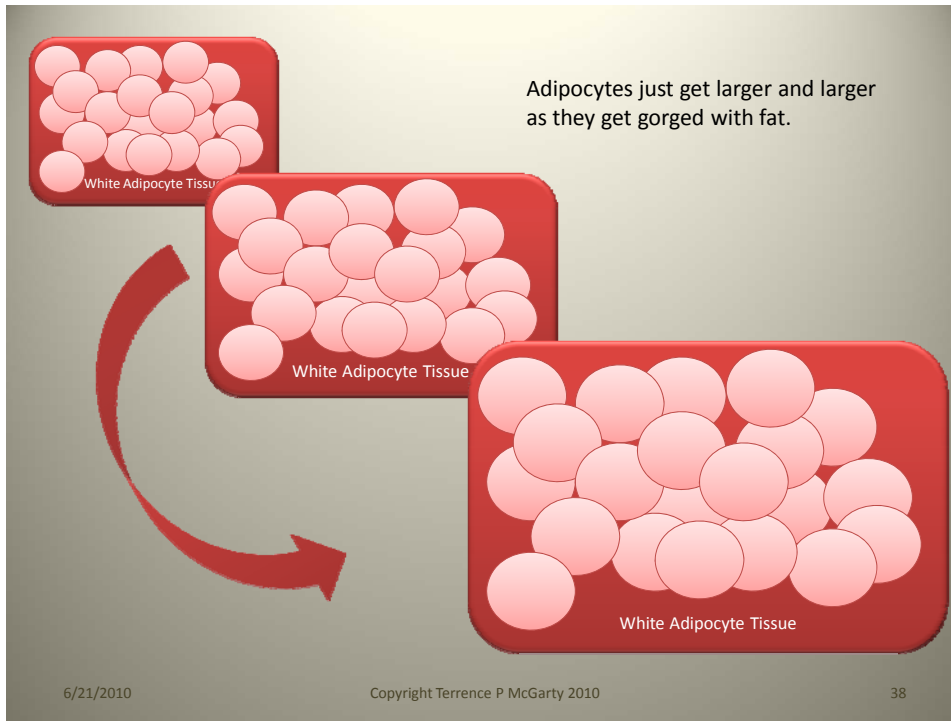 Adipocytes just get larger and larger
as they get gorged with fat.
White Adipocyte Tissue
White Adipocyte Tissue
White Adipocyte Tissue
6/21/2010
Copyright Terrence P McGarty 2010
38